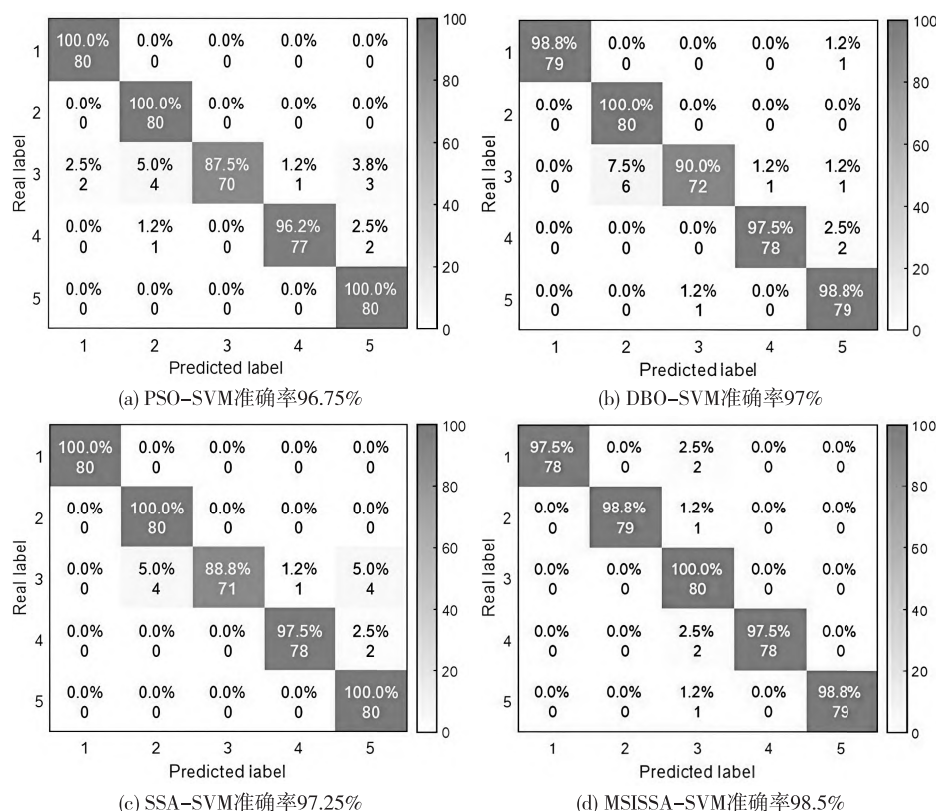 100
1 100.0% 0.0% 0.0% 0.0% 0.0%
80 0 0 0 0
80
2 0.0% 100.0% 0.0% 0.0% 0.0%
0 80 0 0 0
60
Real label
3 2.5% 5.0% 87.5% 1.2% 3.8%
2 4 70 1 3
40
4 0.0% 1.2% 0.0% 96.2% 2.5%
0 1 0 77 2
20
5 0.0% 0.0% 0.0% 0.0% 100.0%
0 0 0 0 80
0
1 2 3 4 5
Predicted label
(a) PSO-SVM准确率96.75%
100
1 98.8% 0.0% 0.0% 0.0% 1.2%
79 0 0 0 1
80
2 0.0% 100.0% 0.0% 0.0% 0.0%
0 80 0 0 0
60
Real label
3 0.0% 7.5% 90.0% 1.2% 1.2%
0 6 72 1 1
40
4 0.0% 0.0% 0.0% 97.5% 2.5%
0 0 0 78 2
20
5 0.0% 0.0% 1.2% 0.0% 98.8%
0 0 1 0 79
0
1 2 3 4 5
Predicted label
(b) DBO-SVM准确率97%
100
1 100.0% 0.0% 0.0% 0.0% 0.0%
80 0 0 0 0
80
2 0.0% 100.0% 0.0% 0.0% 0.0%
0 80 0 0 0
60
Real label
3 0.0% 5.0% 88.8% 1.2% 5.0%
0 4 71 1 4
40
4 0.0% 0.0% 0.0% 97.5% 2.5%
0 0 0 78 2
20
5 0.0% 0.0% 0.0% 0.0% 100.0%
0 0 0 0 80
0
1 2 3 4 5
Predicted label
(c) SSA-SVM准确率97.25%
100
1 97.5% 0.0% 2.5% 0.0% 0.0%
78 0 2 0 0
80
2 0.0% 98.8% 1.2% 0.0% 0.0%
0 79 1 0 0
60
Real label
3 0.0% 0.0% 100.0% 0.0% 0.0%
0 0 80 0 0
40
4 0.0% 0.0% 2.5% 97.5% 0.0%
0 0 2 78 0
20
5 0.0% 0.0% 1.2% 0.0% 98.8%
0 0 1 0 79
0
1 2 3 4 5
Predicted label
(d) MSISSA-SVM准确率98.5%